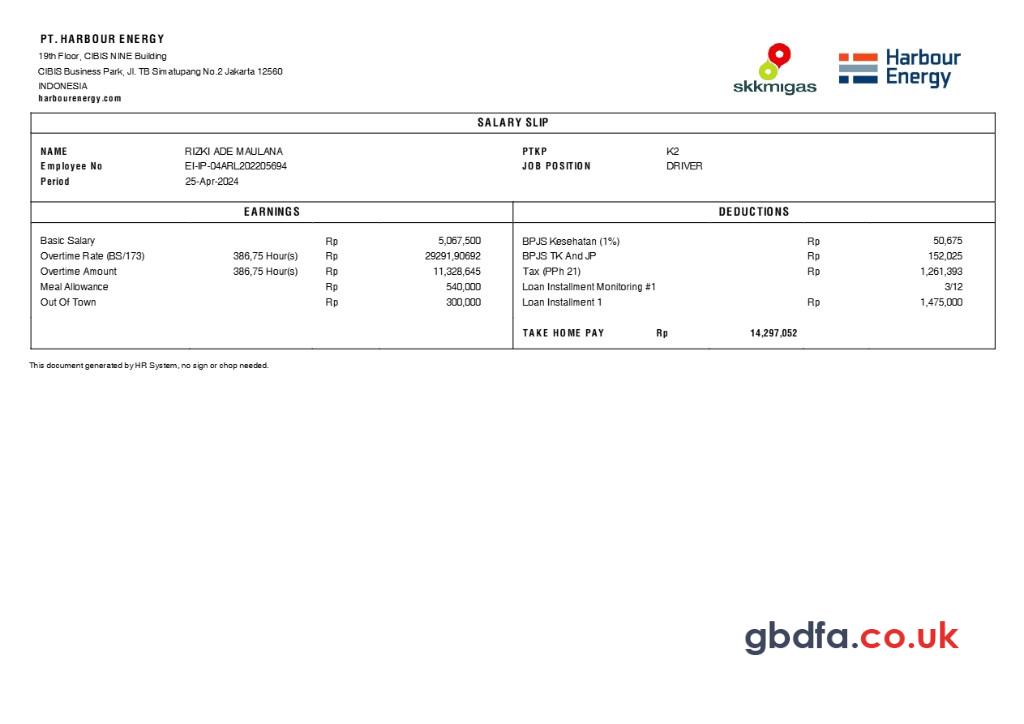 PT. HARBOUR ENERGY
19th Floor, CIBIS NINE Building
CIBIS Business Park, Jl. TB Simatupang No.2 Jakarta 12560
INDONESIA
harbourenergy.com
skkmigas
Harbour
Energy
SALARY SLIP
NAME RIZKI ADE MAULANA PTKP K2
Employee No EI-IP-04ARL202205694 JOB POSITION DRIVER
Period 25-Apr-2024
EARNINGS DEDUCTIONS
Basic Salary Rp 5,067,500 BPJS Kesehatan (1%) Rp 50,675
Overtime Rate (BS/173) 386,75 Hour(s) Rp 29291,90692 BPJS TK And JP Rp 152,025
Overtime Amount 386,75 Hour(s) Rp 11,328,645 Tax (PPh 21) Rp 1,261,393
Meal Allowance Rp 540,000 Loan Installment Monitoring #1 3/12
Out Of Town Rp 300,000 Loan Installment 1 Rp 1,475,000
TAKE HOME PAY Rp 14,297,052
This document generated by HR System, no sign or chop needed.
gbdfa.co.uk